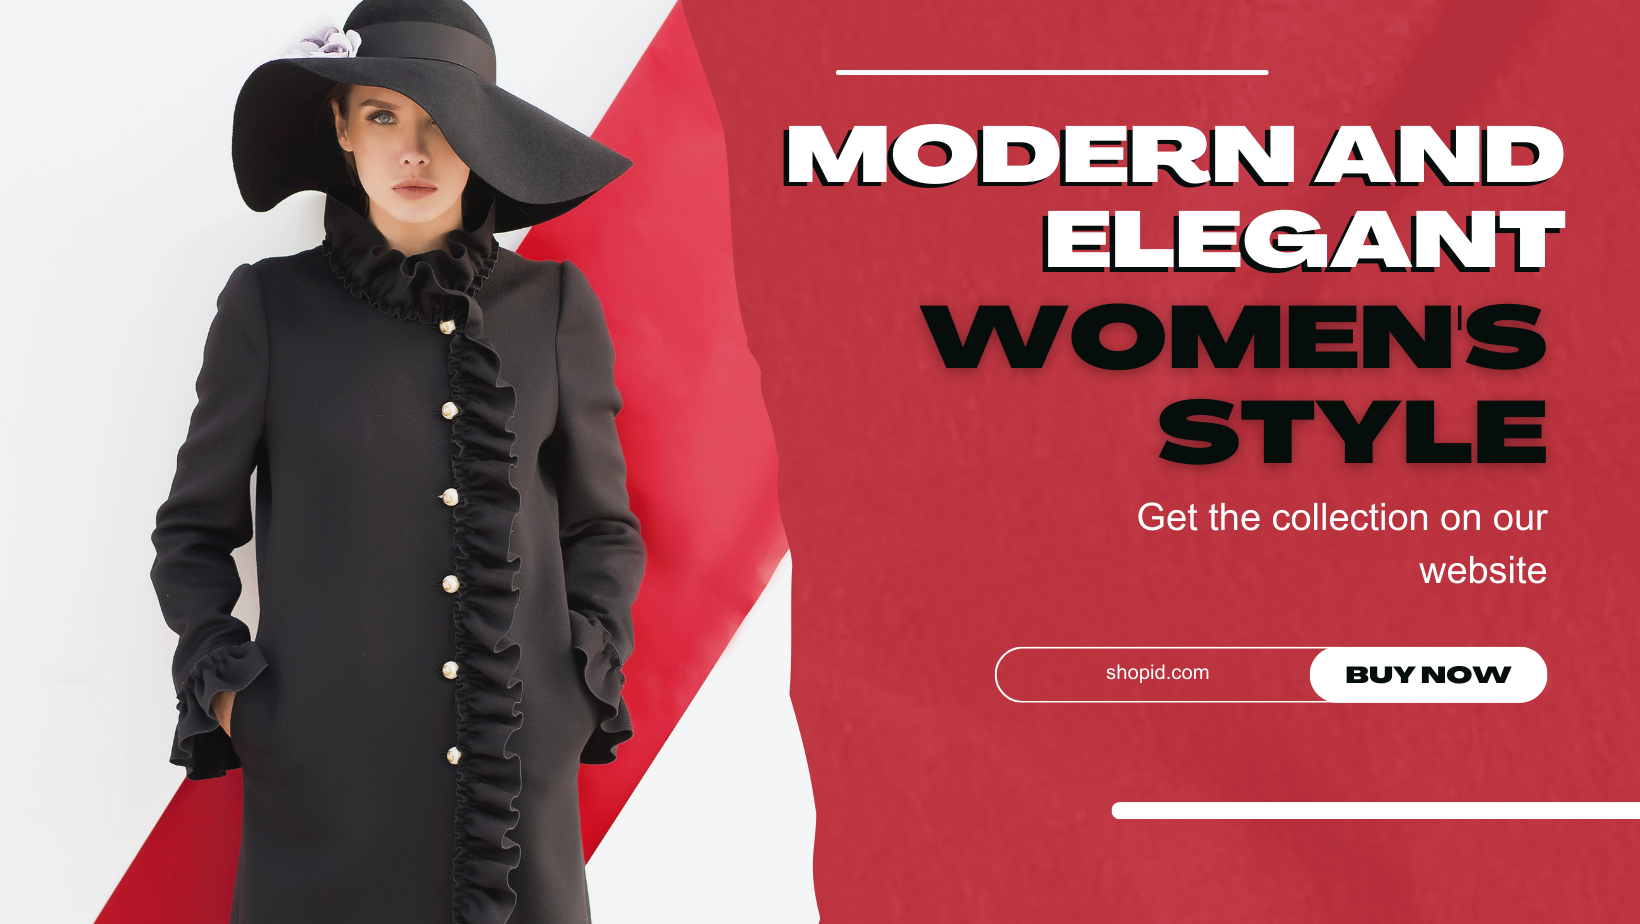 MODERN AND
ELEGANT
WOMEN'S
STYLE
Get the collection on our
website
shopid.com
BUY NOW